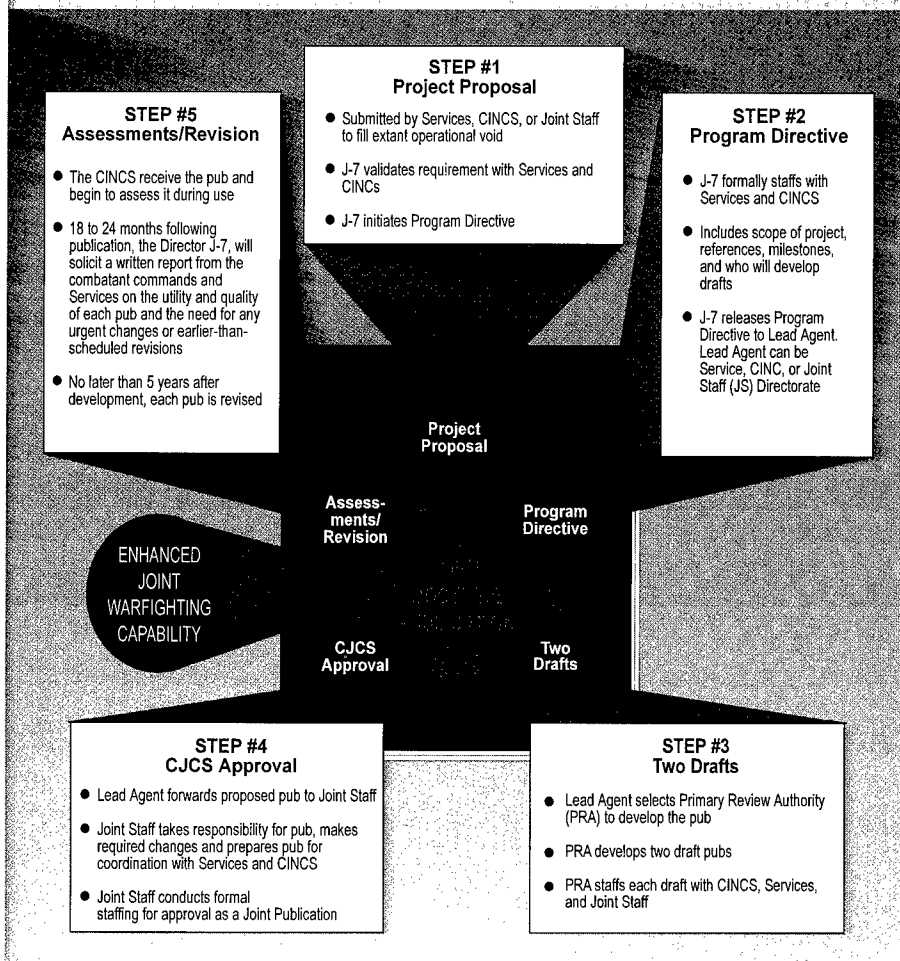 STEP #1
Project Proposal
● Submitted by Services, CINCS, or Joint Staff
to fill extant operational void
● J-7 validates requirement with Services and
CINCs
● J-7 initiates Program Directive
STEP #5
Assessments/Revision
● The CINCS receive the pub and
begin to assess it during use
● 18 to 24 months following
publication, the Director J-7, will
solicit a written report from the
combatant commands and
Services on the utility and quality
of each pub and the need for any
urgent changes or earlier-than-
scheduled revisions
● No later than 5 years after
development, each pub is revised
STEP #2
Program Directive
● J-7 formally staffs with
Services and CINCS
● Includes scope of project,
references, milestones,
and who will develop
drafts
● J-7 releases Program
Directive to Lead Agent.
Lead Agent can be
Service, CINC, or Joint
Staff (JS) Directorate
Project
Proposal
Assess-
ments/
Revision
Program
Directive
ENHANCED
JOINT
WARFIGHTING
CAPABILITY
CJCS
Approval
Two
Drafts
STEP #4
CJCS Approval
● Lead Agent forwards proposed pub to Joint Staff
● Joint Staff takes responsibility for pub, makes
required changes and prepares pub for
coordination with Services and CINCS
● Joint Staff conducts formal
staffing for approval as a Joint Publication
STEP #3
Two Drafts
● Lead Agent selects Primary Review Authority
(PRA) to develop the pub
● PRA develops two draft pubs
● PRA staffs each draft with CINCS, Services,
and Joint Staff